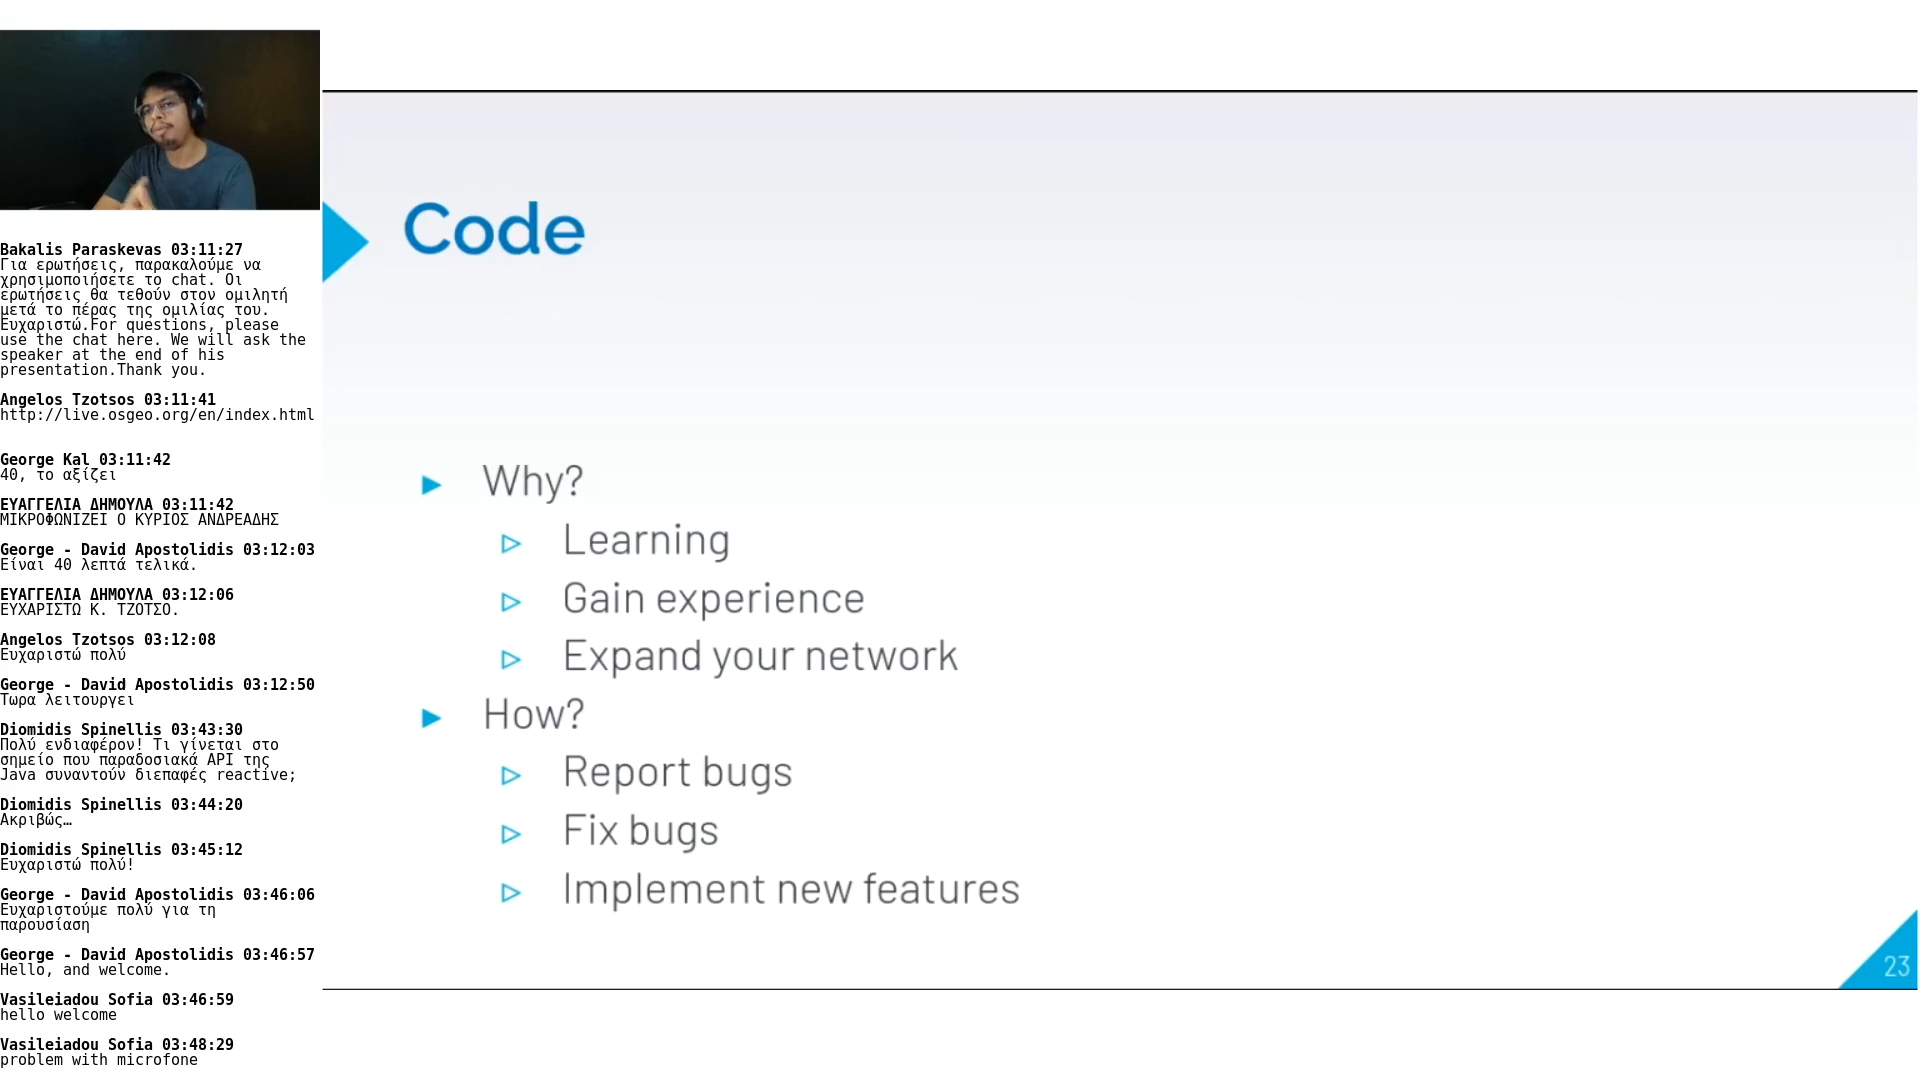 Bakalis Paraskevas 03:11:27
Για ερωτήσεις, παρακαλούμε να
χρησιμοποιήσετε το chat. Οι
ερωτήσεις θα τεθούν στον ομιλητή
μετά το πέρας της ομιλίας του.
Ευχαριστώ.For questions, please
use the chat here. We will ask the
speaker at the end of his
presentation.Thank you.
Angelos Tzotsos 03:11:41
http://live.osgeo.org/en/index.html
George Kal 03:11:42
40, το αξίζει
ΕΥΑΓΓΕΛΙΑ ΔΗΜΟΥΛΑ 03:11:42
ΜΙΚΡΟΦΩΝΙΖΕΙ Ο ΚΥΡΙΟΣ ΑΝΔΡΕΑΔΗΣ
George - David Apostolidis 03:12:03
Είναι 40 λεπτά τελικά.
ΕΥΑΓΓΕΛΙΑ ΔΗΜΟΥΛΑ 03:12:06
ΕΥΧΑΡΙΣΤΩ Κ. ΤΖΟΤΣΟ.
Angelos Tzotsos 03:12:08
Ευχαριστώ πολύ
George - David Apostolidis 03:12:50
Τωρα λειτουργει
Diomidis Spinellis 03:43:30
Πολύ ενδιαφέρον! Τι γίνεται στο
σημείο που παραδοσιακά API της
Java συναντούν διεπαφές reactive;
Diomidis Spinellis 03:44:20
Ακριβώς…
Diomidis Spinellis 03:45:12
Ευχαριστώ πολύ!
George - David Apostolidis 03:46:06
Ευχαριστούμε πολύ για τη
παρουσίαση
George - David Apostolidis 03:46:57
Hello, and welcome.
Vasileiadou Sofia 03:46:59
hello welcome
Vasileiadou Sofia 03:48:29
problem with microfone
Code
Why?
Learning
Gain experience
Expand your network
How?
Report bugs
Fix bugs
Implement new features
23